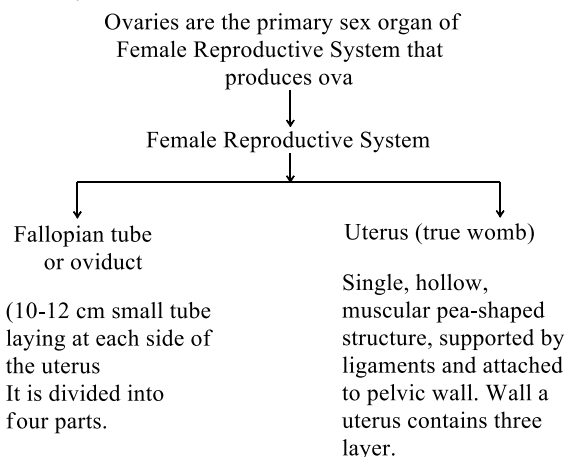 Ovaries are the primary sex organ of
Female Reproductive System that
produces ova
Female Reproductive System
Fallopian tube
or oviduct
(10-12 cm small tube
laying at each side of
the uterus
It is divided into
four parts.
Uterus (true womb)
Single, hollow,
muscular pea-shaped
structure, supported by
ligaments and attached
to pelvic wall. Wall a
uterus contains three
layer.